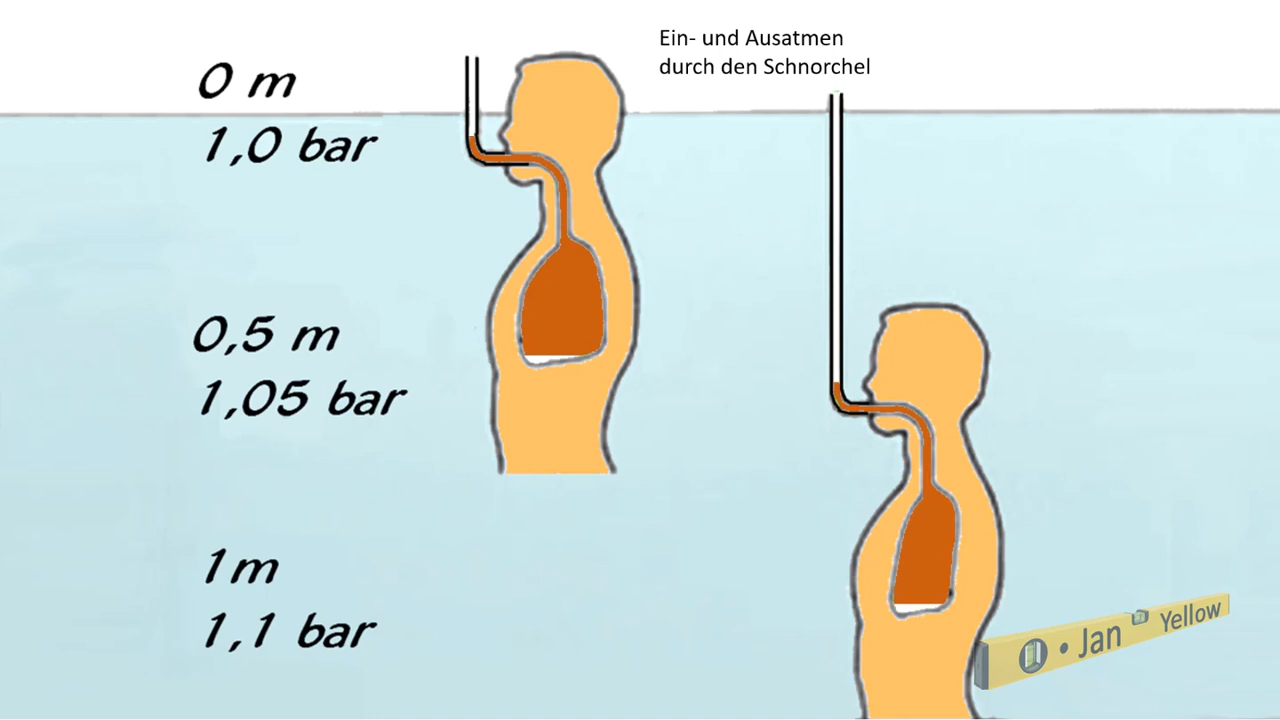 Ein- und Ausatmen
durch den Schnorchel
0 m
1,0 bar
0,5 m
1,05 bar
1 m
1,1 bar
• Jan Yellow